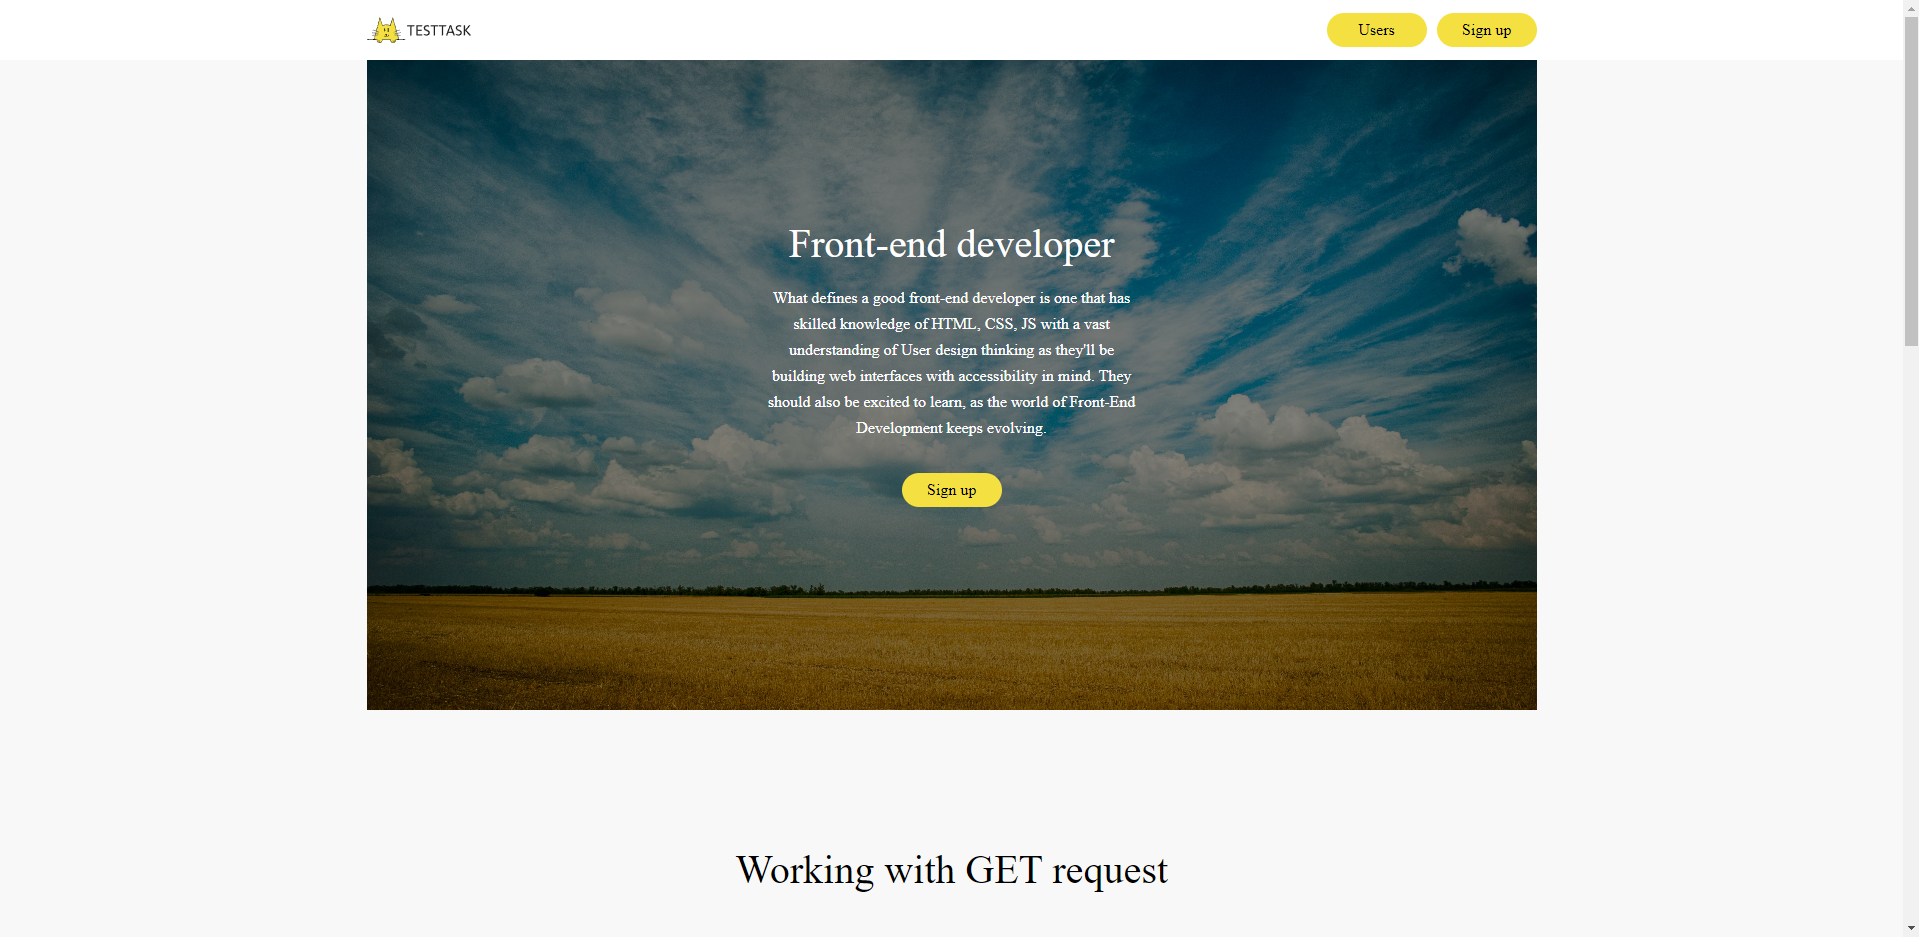 TESTTASK
Users
Sign up
Front-end developer
What defines a good front-end developer is one that has
skilled knowledge of HTML, CSS, JS with a vast
understanding of User design thinking as they'll be
building web interfaces with accessibility in mind. They
should also be excited to learn, as the world of Front-End
Development keeps evolving.
Sign up
Working with GET request